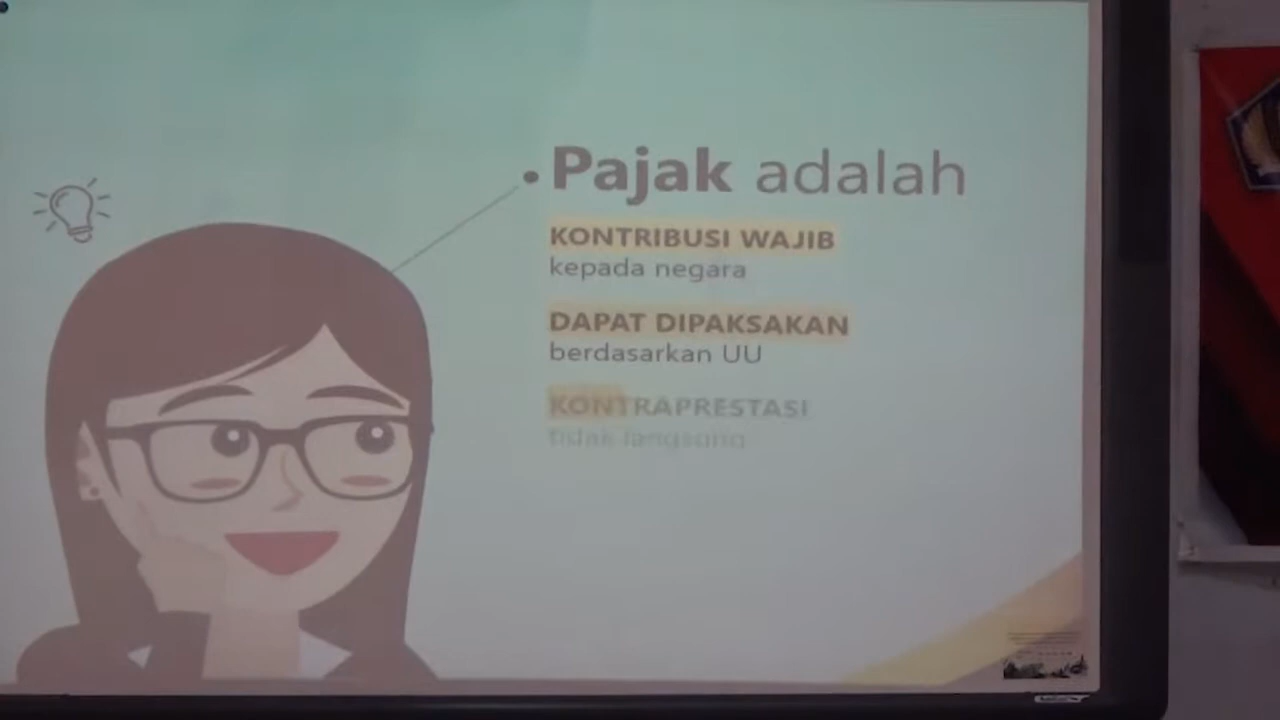 Pajak adalah
KONTRIBUSI WAJIB
kepada negara
DAPAT DIPAKSAKAN
berdasarkan UU
KONTRAPRESTASI
tidak langsung